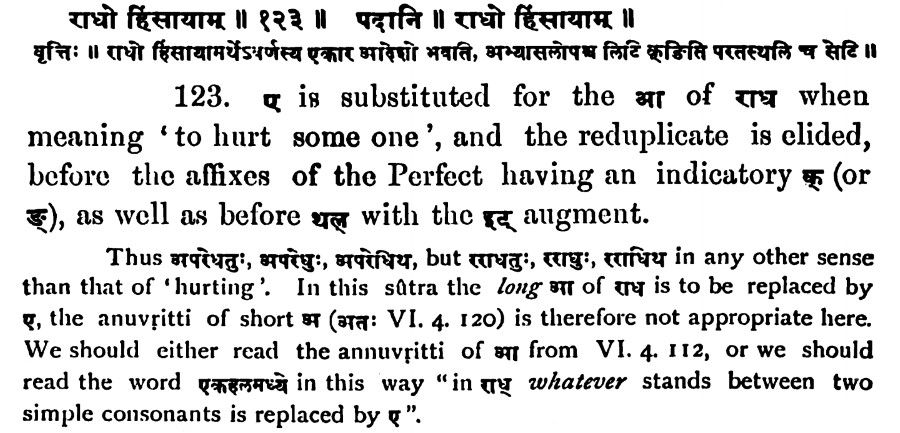 राधो हिंसायाम् ॥ १२३ ॥ पदानि ॥ राधो हिंसायाम् ॥
वृत्तिः ॥ राधो हिंसायामर्थेऽवर्णस्य एकार आदेशो भवति, अभ्यासलोपश्च लिटि क्ङिति परतस्थलि च सेटि ॥
123. ए is substituted for the आ of राध when
meaning ‘to hurt some one’, and the reduplicate is elided,
before the affixes of the Perfect having an indicatory क् (or
ङ्), as well as before थल् with the इट् augment.
Thus अपरेधतुः, अपरेधुः, अपरेधिथ, but रराधतुः, रराधुः, रराधिथ in any other sense
than that of ‘hurting’. In this sûtra the long आ of राध is to be replaced by
ए, the anuvṛitti of short अ (अतः VI. 4. 120) is therefore not appropriate here.
We should either read the annuvṛitti of आ from VI. 4. 112, or we should
read the word एकहलमध्ये in this way “in राध् whatever stands between two
simple consonants is replaced by ए”.